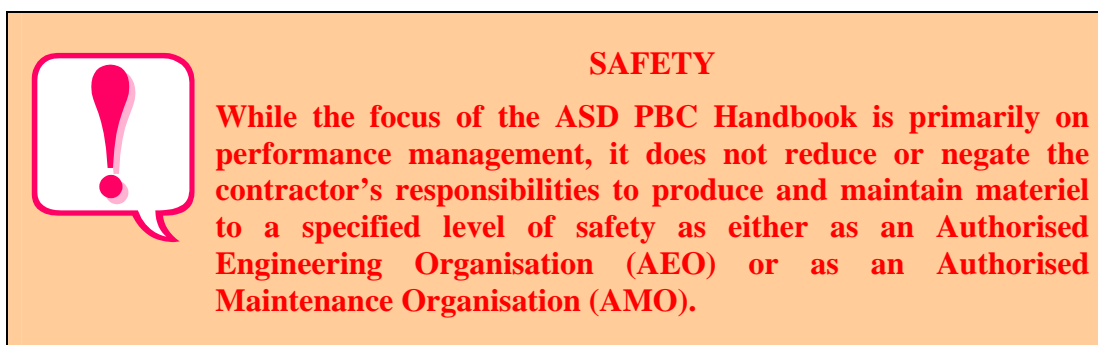 SAFETY
While the focus of the ASD PBC Handbook is primarily on
performance management, it does not reduce or negate the
contractor’s responsibilities to produce and maintain materiel
to a specified level of safety as either as an Authorised
Engineering Organisation (AEO) or as an Authorised
Maintenance Organisation (AMO).